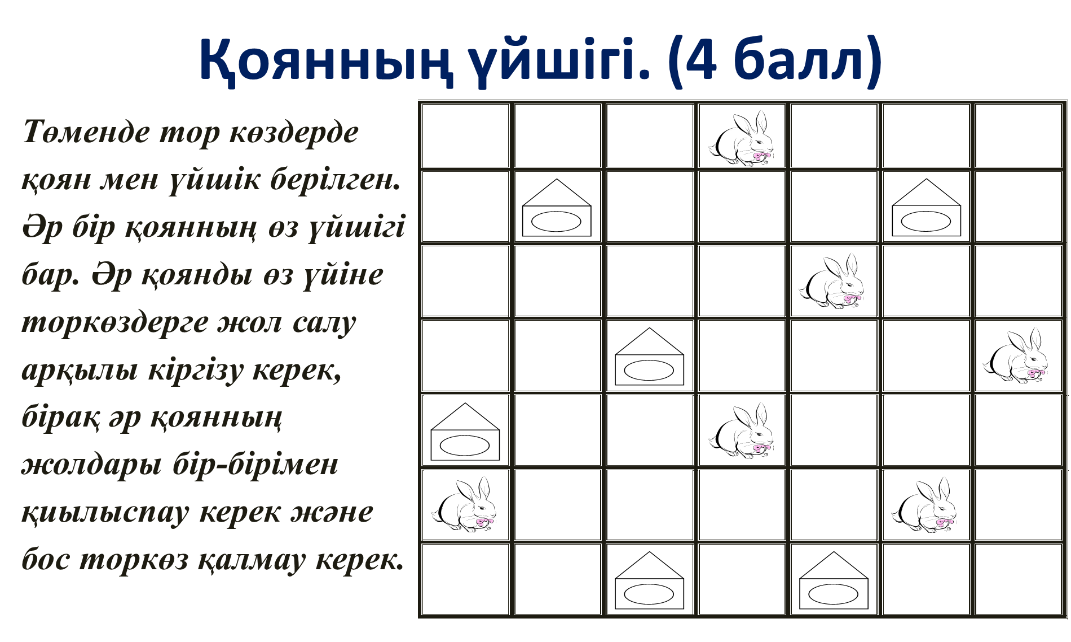 Қоянның үйшігі. (4 балл)
Төменде тор көздерде
қоян мен үйшік берілген.
Әр бір қоянның өз үйшігі
бар. Әр қоянды өз үйіне
торкөздерге жол салу
арқылы кіргізу керек,
бірақ әр қоянның
жолдары бір-бірімен
қиылыспау керек және
бос торкөз қалмау керек.